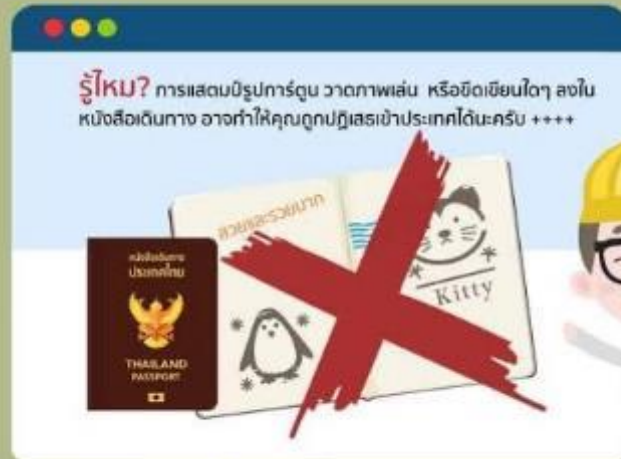 รู้ไหม? การแสตมป์รูปการ์ตูน วาดภาพเล่น หรือขีดเขียนใดๆ ลงใน
หนังสือเดินทาง อาจทำให้คุณถูกปฏิเสธเข้าประเทศได้นะครับ ++++
สวยและรวยมาก
Kitty
หนังสือเดินทาง
ประเทศไทย
THAILAND
PASSPORT